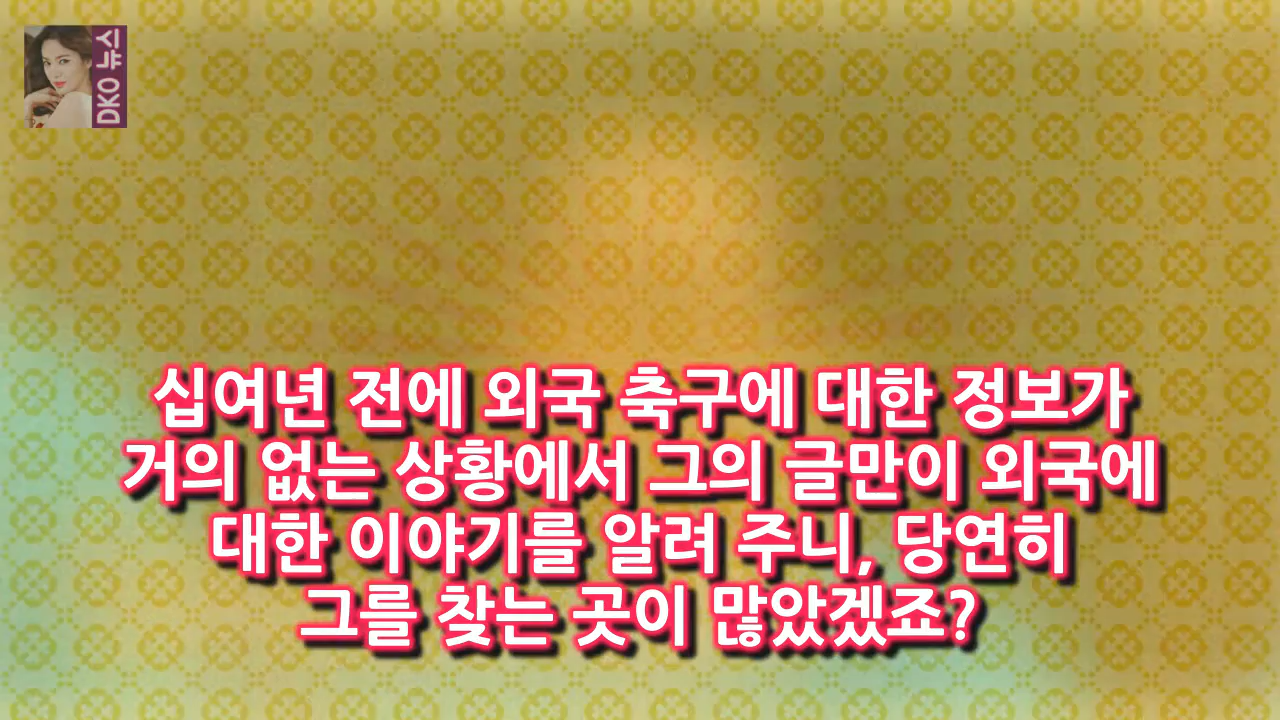 DKO 뉴스
십여년 전에 외국 축구에 대한 정보가
거의 없는 상황에서 그의 글만이 외국에
대한 이야기를 알려 주니, 당연히
그를 찾는 곳이 많았겠죠?